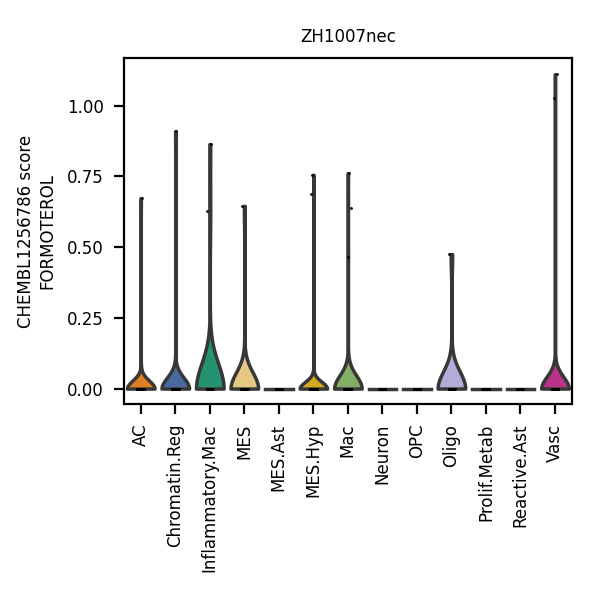 ZH1007nec
CHEMBL1256786 score
FORMOTEROL
1.00
0.75
0.50
0.25
0.00
AC
Chromatin.Reg
Inflammatory.Mac
MES
MES.Ast
MES.Hyp
Mac
Neuron
OPC
Oligo
Prolif.Metab
Reactive.Ast
Vasc